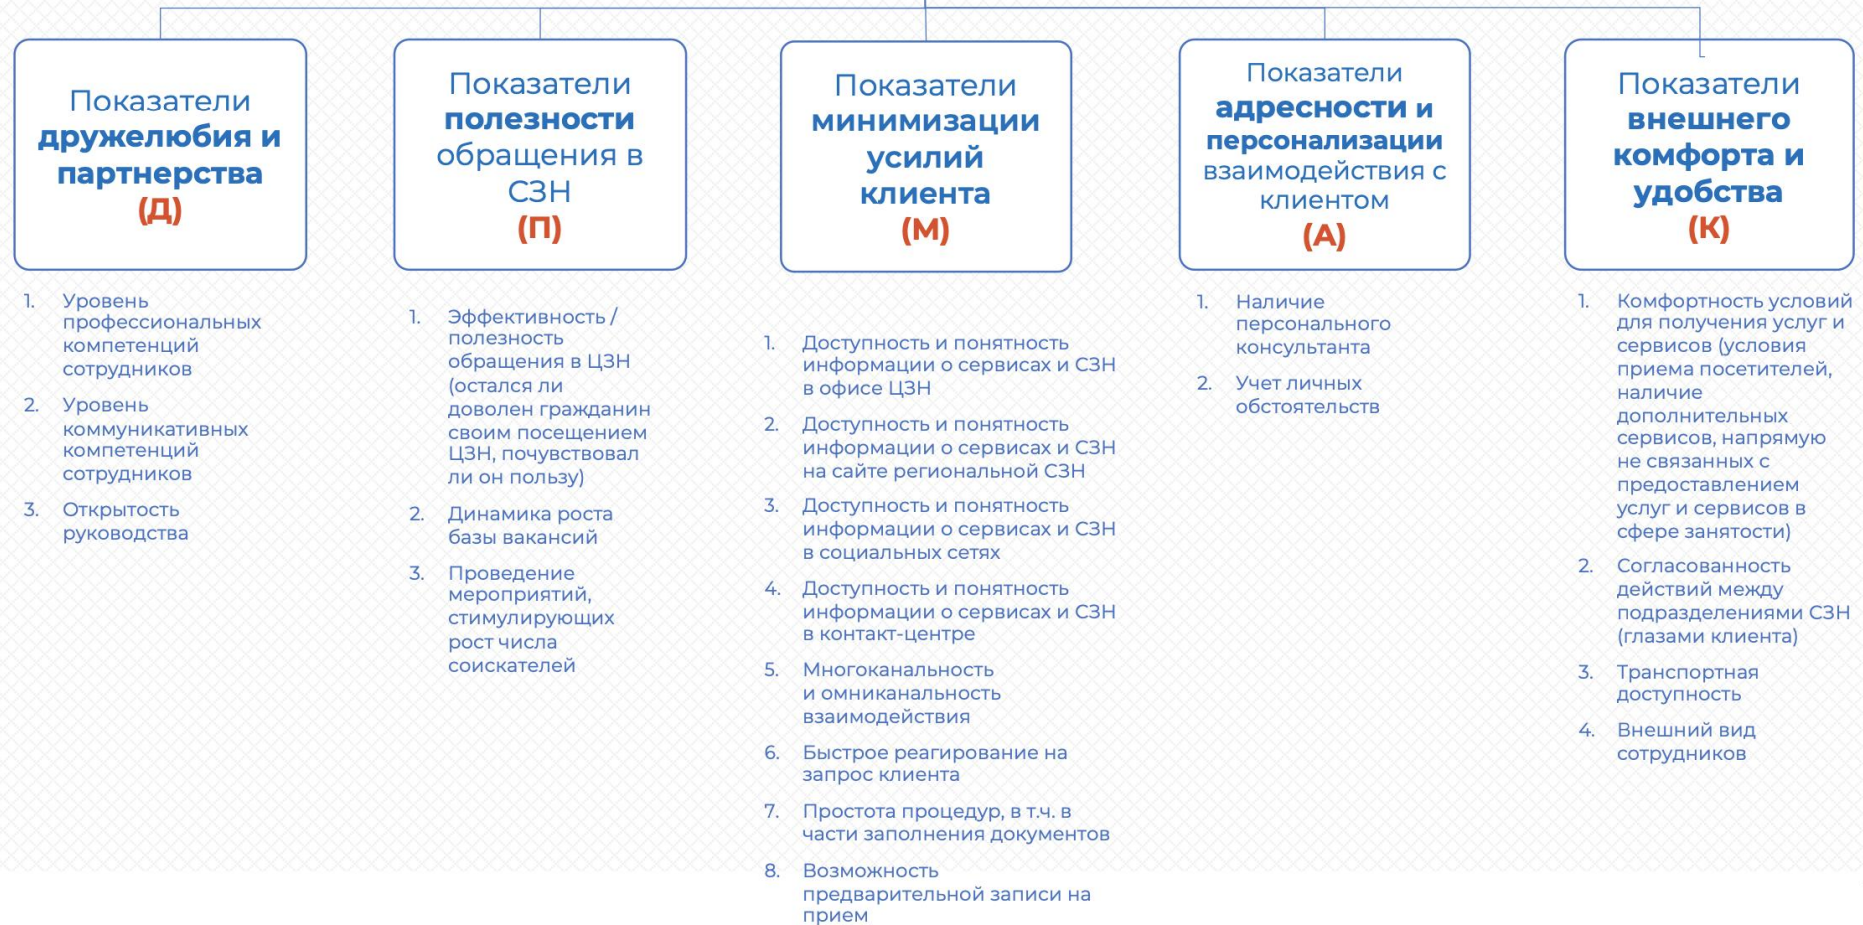 Показатели
дружелюбия и
партнерства
(Д)
1. Уровень
профессиональных
компетенций
сотрудников
2. Уровень
коммуникативных
компетенций
сотрудников
3. Открытость
руководства
Показатели
полезности
обращения в
СЗН
(П)
1. Эффективность /
полезность
обращения в ЦЗН
(остался ли
доволен гражданин
своим посещением
ЦЗН, почувствовал
ли он пользу)
2. Динамика роста
базы вакансий
3. Проведение
мероприятий,
стимулирующих
рост числа
соискателей
Показатели
минимизации
усилий
клиента
(М)
1. Доступность и понятность
информации о сервисах и СЗН
в офисе ЦЗН
2. Доступность и понятность
информации о сервисах и СЗН
на сайте региональной СЗН
3. Доступность и понятность
информации о сервисах и СЗН
в социальных сетях
4. Доступность и понятность
информации о сервисах и СЗН
в контакт-центре
5. Многоканальность
и омниканальность
взаимодействия
6. Быстрое реагирование на
запрос клиента
7. Простота процедур, в т.ч. в
части заполнения документов
8. Возможность
предварительной записи на
прием
Показатели
адресности и
персонализации
взаимодействия с
клиентом
(А)
1. Наличие
персонального
консультанта
2. Учет личных
обстоятельств
Показатели
внешнего
комфорта и
удобства
(К)
1. Комфортность условий
для получения услуг и
сервисов (условия
приема посетителей,
наличие
дополнительных
сервисов, напрямую
не связанных с
предоставлением
услуг и сервисов в
сфере занятости)
2. Согласованность
действий между
подразделениями СЗН
(глазами клиента)
3. Транспортная
доступность
4. Внешний вид
сотрудников